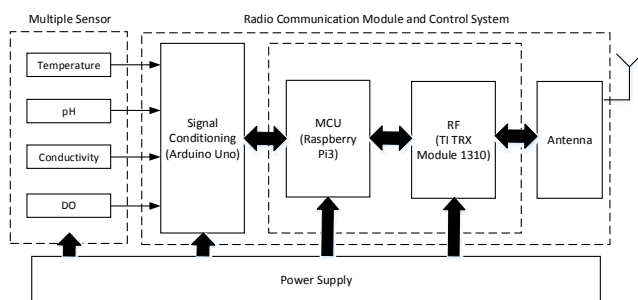 Multiple Sensor
Radio Communication Module and Control System
Temperature
pH
Conductivity
DO
Signal
Conditioning
(Arduino Uno)
MCU
(Raspberry
Pi3)
RF
(TI TRX
Module 1310)
Antenna
Power Supply